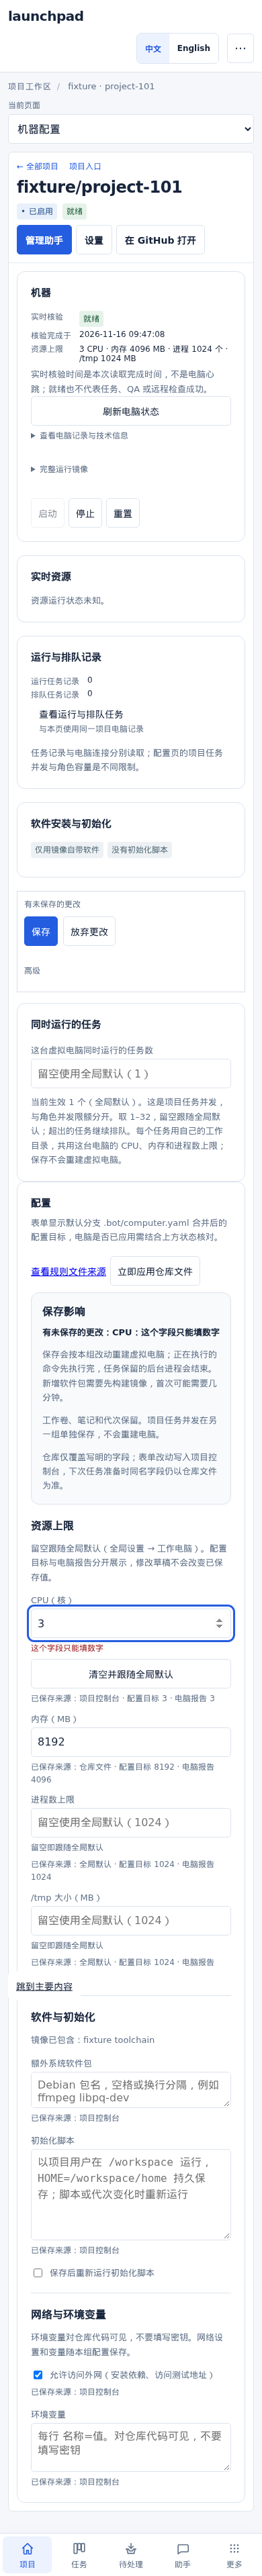 launchpad
中文
English
···
项目工作区 / fixture · project-101
当前页面
机器配置
← 全部项目 项目入口
fixture/project-101
• 已启用 就绪
管理助手 设置 在 GitHub 打开
机器
实时核验 就绪
核验完成于 2026-11-16 09:47:08
资源上限 3 CPU · 内存 4096 MB · 进程 1024 个 ·
/tmp 1024 MB
实时核验时间是本次读取完成时间，不是电脑心
跳；就绪也不代表任务、QA 或远程检查成功。
刷新电脑状态
▶ 查看电脑记录与技术信息
▶ 完整运行镜像
启动 停止 重置
实时资源
资源运行状态未知。
运行与排队记录
运行任务记录 0
排队任务记录 0
查看运行与排队任务
与本页使用同一项目电脑记录
任务记录与电脑连接分别读取；配置页的项目任务
并发与角色容量是不同限制。
软件安装与初始化
仅用镜像自带软件 没有初始化脚本
有未保存的更改
保存 放弃更改
高级
同时运行的任务
这台虚拟电脑同时运行的任务数
留空使用全局默认（1）
当前生效 1 个（全局默认）。这是项目任务并发，
与角色并发限额分开。取 1–32，留空跟随全局默
认；超出的任务继续排队。每个任务用自己的工作
目录，共用这台电脑的 CPU、内存和进程数上限；
保存不会重建虚拟电脑。
配置
表单显示默认分支 .bot/computer.yaml 合并后的
配置目标，电脑是否已应用需结合上方状态核对。
查看规则文件来源 立即应用仓库文件
保存影响
有未保存的更改：CPU：这个字段只能填数字
保存会按本组改动重建虚拟电脑；正在执行的
命令先执行完，任务保留的后台进程会结束。
新增软件包需要先构建镜像，首次可能需要几
分钟。
工作卷、笔记和代次保留。项目任务并发在另
一组单独保存，不会重建电脑。
仓库仅覆盖写明的字段；表单改动写入项目控
制台，下次任务准备时同名字段仍以仓库文件
为准。
资源上限
留空跟随全局默认（全局设置 → 工作电脑）。配置
目标与电脑报告分开展示，修改草稿不会改变已保
存值。
CPU（核）
3
这个字段只能填数字
清空并跟随全局默认
已保存来源：项目控制台 · 配置目标 3 · 电脑报告 3
内存（MB）
8192
已保存来源：仓库文件 · 配置目标 8192 · 电脑报告
4096
进程数上限
留空使用全局默认（1024）
留空即跟随全局默认
已保存来源：全局默认 · 配置目标 1024 · 电脑报告
1024
/tmp 大小（MB）
留空使用全局默认（1024）
留空即跟随全局默认
已保存来源：全局默认 · 配置目标 1024 · 电脑报告
跳到主要内容
软件与初始化
镜像已包含：fixture toolchain
额外系统软件包
Debian 包名，空格或换行分隔，例如
ffmpeg libpq-dev
已保存来源：项目控制台
初始化脚本
以项目用户在 /workspace 运行，
HOME=/workspace/home 持久保
存；脚本或代次变化时重新运行
已保存来源：项目控制台
保存后重新运行初始化脚本
网络与环境变量
环境变量对仓库代码可见，不要填写密钥。网络设
置和变量随本组配置保存。
允许访问外网（安装依赖、访问测试地址）
已保存来源：项目控制台
环境变量
每行 名称=值。对仓库代码可见，不要
填写密钥
已保存来源：项目控制台
项目 任务 待处理 助手 更多